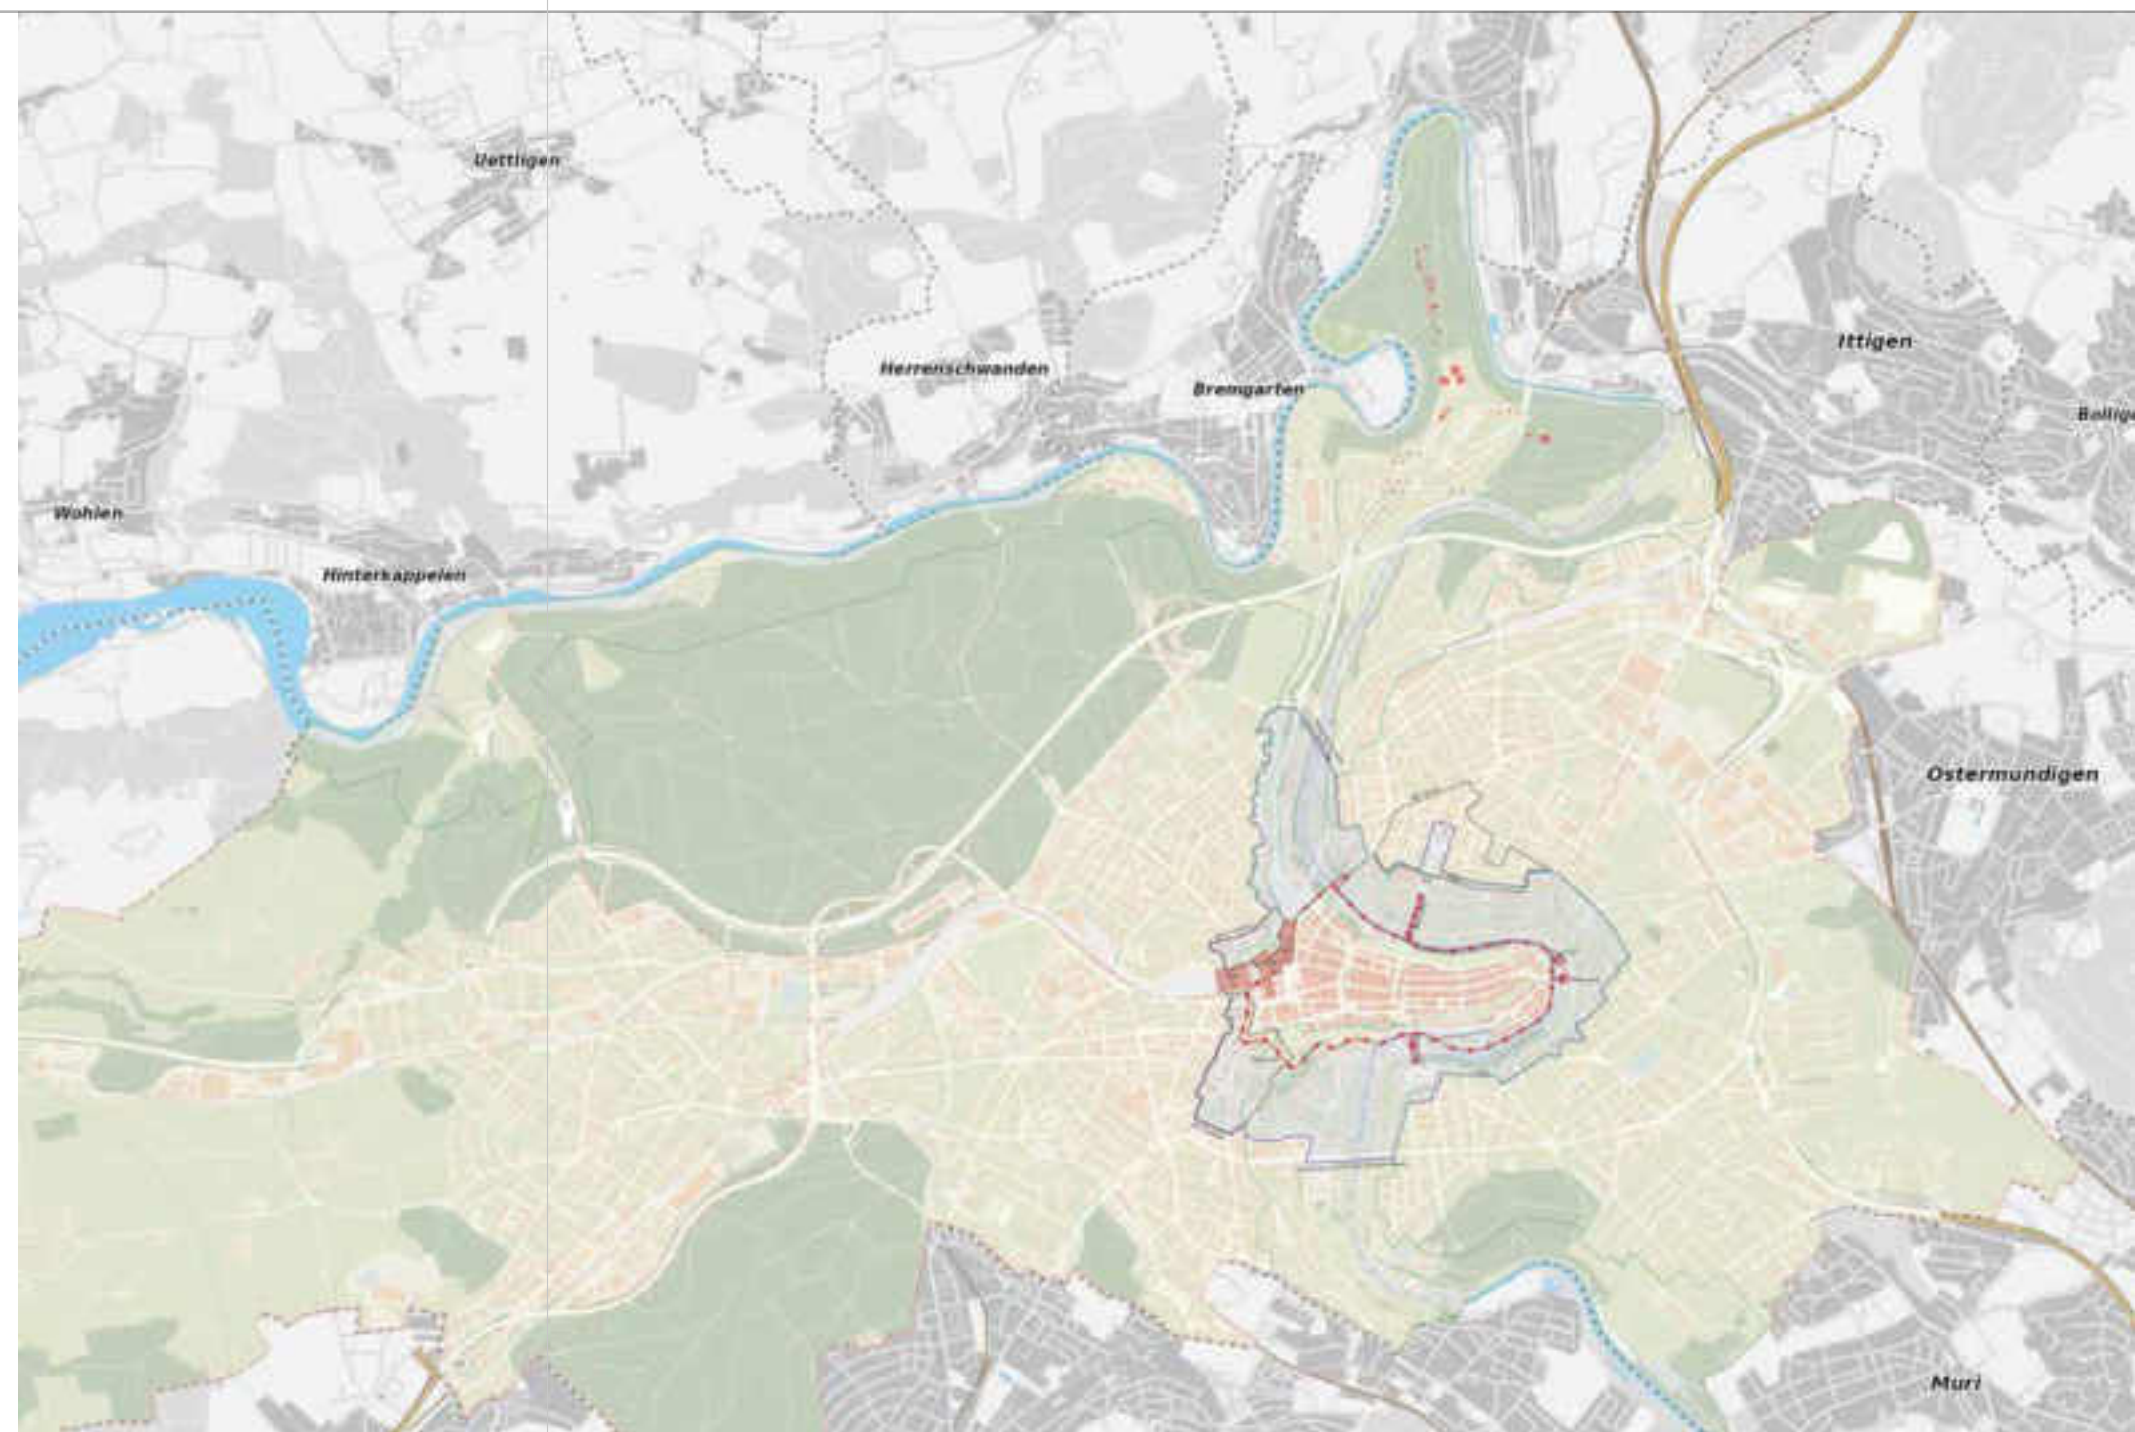 Uettligen
Ittigen
Herrenschwanden
Bremgarten
Wohlen
Hinterkappelen
Ostermundigen
Muri